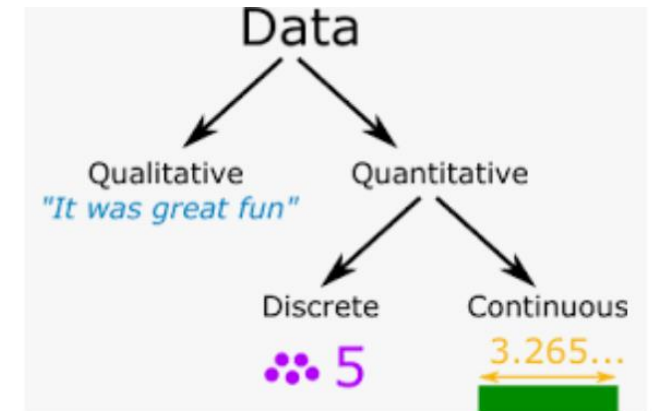 Data
Qualitative
"It was great fun"
Quantitative
Discrete
5
Continuous
3.265...